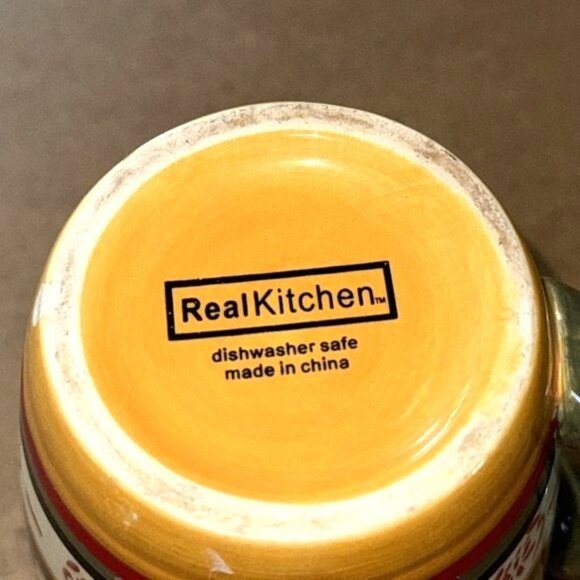 RealKitchen™
dishwasher safe
made in china